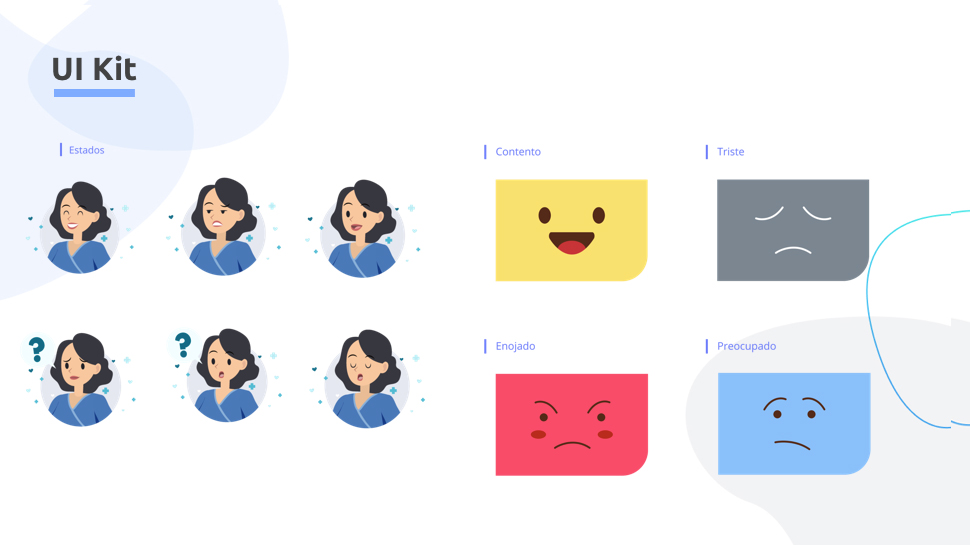 UI Kit
Estados
?
?
Contento
Triste
Enojado
Preocupado